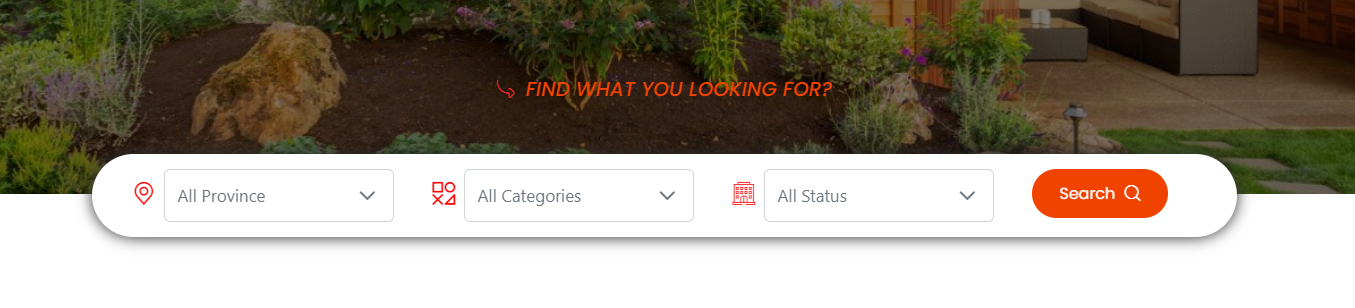 FIND WHAT YOU LOOKING FOR?
All Province
All Categories
All Status
Search